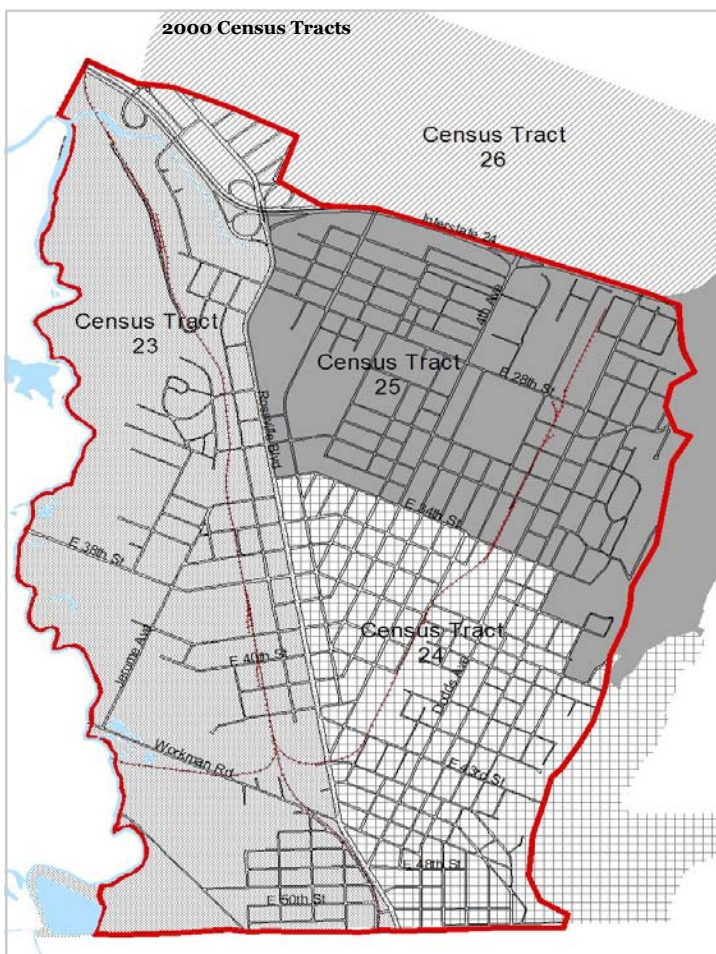 2000 Census Tracts
Census Tract
26
Interstate 24
4th Ave
Census Tract
23
Census Tract
25
E 28th St
Rossville Blvd
E 34th St
E 38th St
Census Tract
24
E 40th St
Jerome Ave
Dodds Ave
Workman Rd
E 43rd St
E 48th St
E 50th St